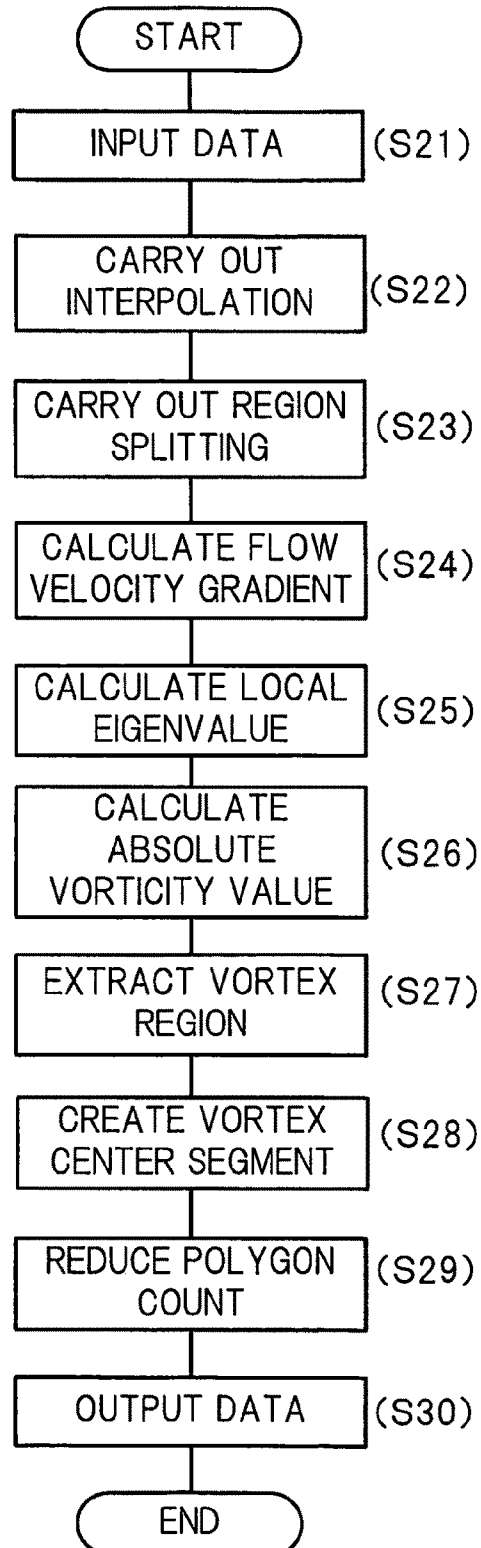 START
INPUT DATA (S21)
CARRY OUT
INTERPOLATION (S22)
CARRY OUT REGION
SPLITTING (S23)
CALCULATE FLOW
VELOCITY GRADIENT (S24)
CALCULATE LOCAL
EIGENVALUE (S25)
CALCULATE
ABSOLUTE
VORTICITY VALUE (S26)
EXTRACT VORTEX
REGION (S27)
CREATE VORTEX
CENTER SEGMENT (S28)
REDUCE POLYGON
COUNT (S29)
OUTPUT DATA (S30)
END